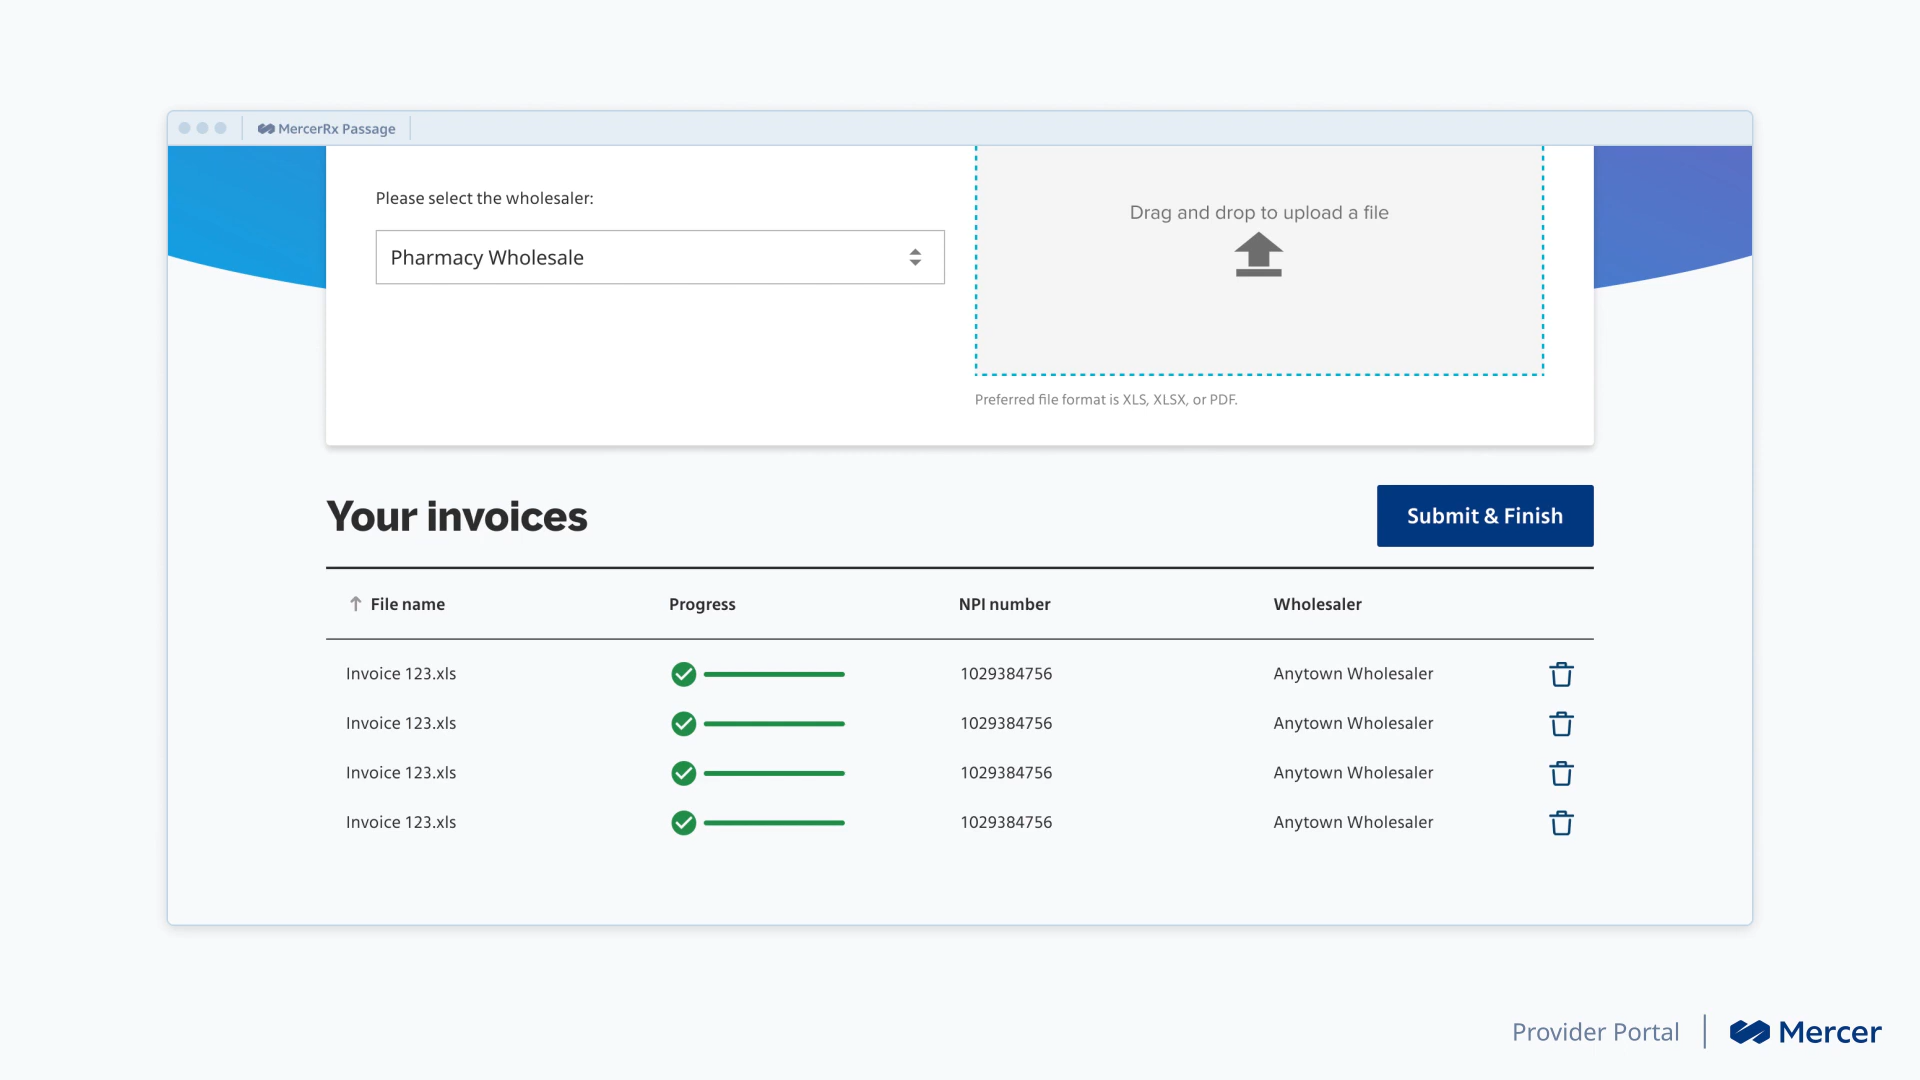 MercerRx Passage
Please select the wholesaler:
Pharmacy Wholesale
Drag and drop to upload a file
Preferred file format is XLS, XLSX, or PDF.
Your invoices
Submit & Finish
File name Progress NPI number Wholesaler
Invoice 123.xls 1029384756 Anytown Wholesaler
Invoice 123.xls 1029384756 Anytown Wholesaler
Invoice 123.xls 1029384756 Anytown Wholesaler
Invoice 123.xls 1029384756 Anytown Wholesaler
Provider Portal Mercer